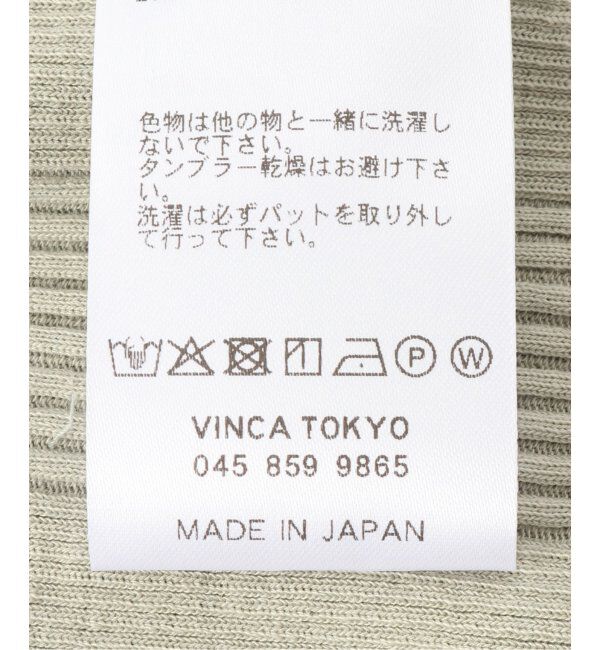 色物は他の物と一緒に洗濯し
ないで下さい。
タンブラー乾燥はお避け下さ
い。
洗濯は必ずパットを取り外し
て行って下さい。
P
W
VINCA TOKYO
045 859 9865
MADE IN JAPAN